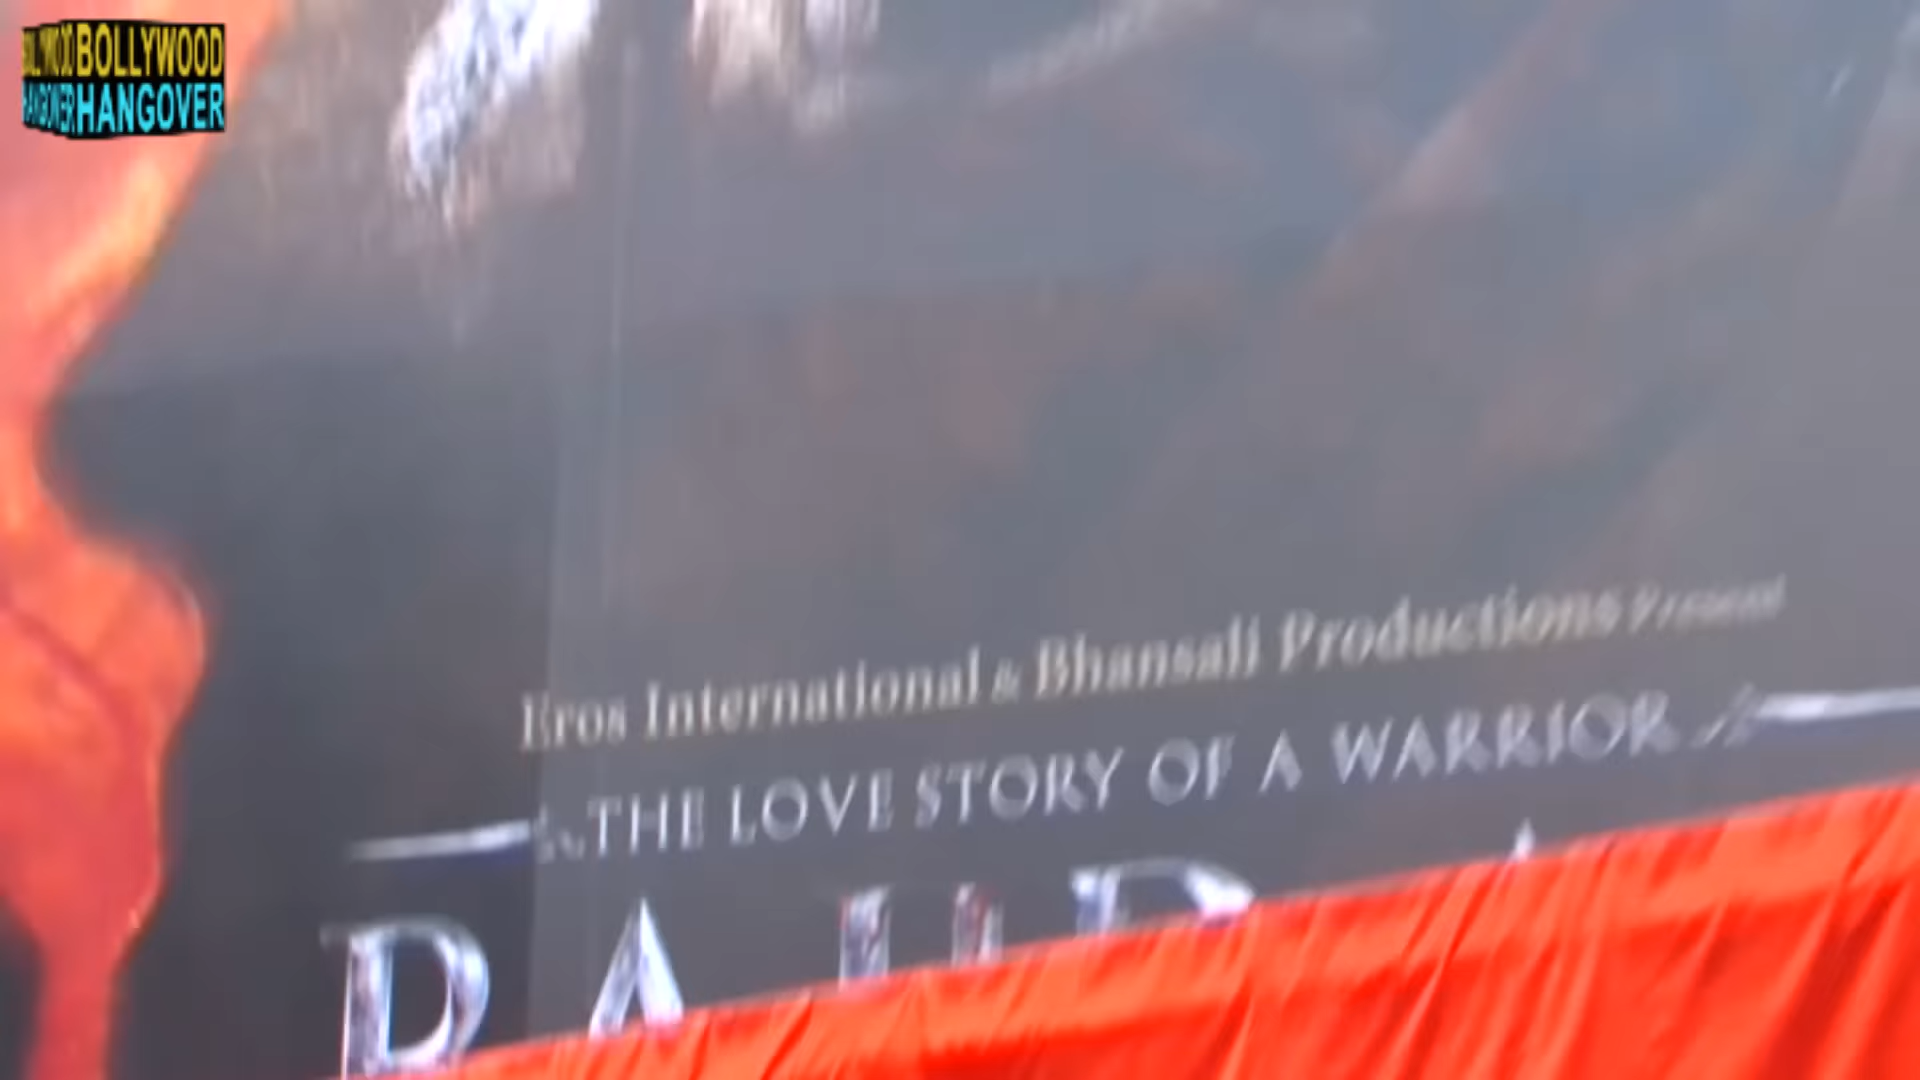 BOLLYWOOD
HANGOVER
Eros International & Bhansali Productions Present
THE LOVE STORY OF A WARRIOR